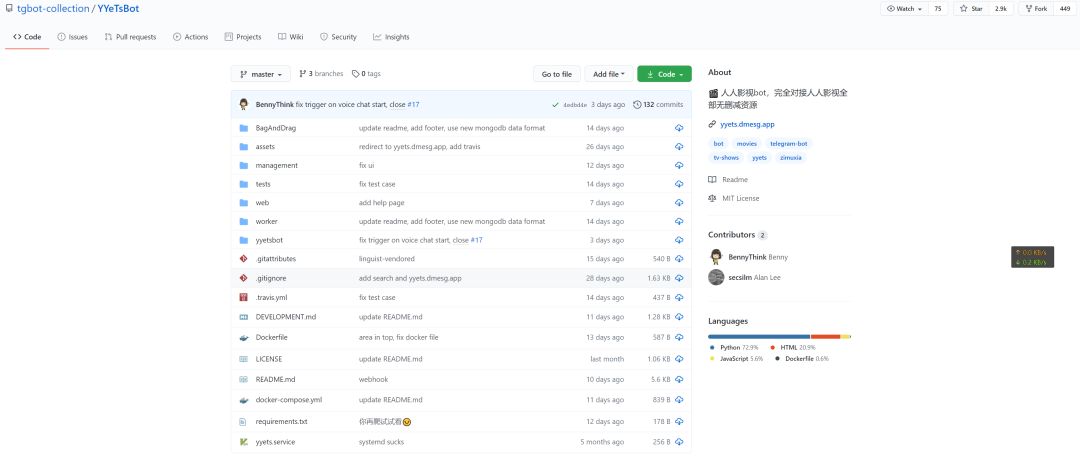 tgbot-collection / YYeTsBot
Watch 75 Star 2.9k Fork 449
Code Issues Pull requests Actions Projects Wiki Security Insights
master 3 branches 0 tags Go to file Add file Code
BennyThink fix trigger on voice chat start, close #17 3 days ago 132 commits
BagAndDrag update readme, add footer, use new mongodb data format 14 days ago
assets redirect to yyets.dmesg.app, add travis 26 days ago
management fix ui 12 days ago
tests fix test case 14 days ago
web add help page 7 days ago
worker update readme, add footer, use new mongodb data format 14 days ago
yyetsbot fix trigger on voice chat start, close #17 3 days ago
.gitattributes linguist-vendored 15 days ago 540 B
.gitignore add search and yyets.dmesg.app 28 days ago 1.63 KB
.travis.yml fix test case 14 days ago 437 B
DEVELOPMENT.md update README.md 11 days ago 1.28 KB
Dockerfile area in top, fix docker file 13 days ago 587 B
LICENSE update README.md last month 1.06 KB
README.md webhook 10 days ago 5.6 KB
docker-compose.yml update README.md 11 days ago 839 B
requirements.txt 你再爬试试看 12 days ago 178 B
yyets.service systemd sucks 5 months ago 256 B
About
人人影视bot，完全对接人人影视全
部无删减资源
yyets.dmesg.app
bot movies telegram-bot
tv-shows yyets zimuxia
Readme
MIT License
Contributors 2
BennyThink Benny
secsilm Alan Lee
Languages
Python 72.9% HTML 20.9%
JavaScript 5.6% Dockerfile 0.6%
↑ 0.0 KB/s
↓ 0.2 KB/s